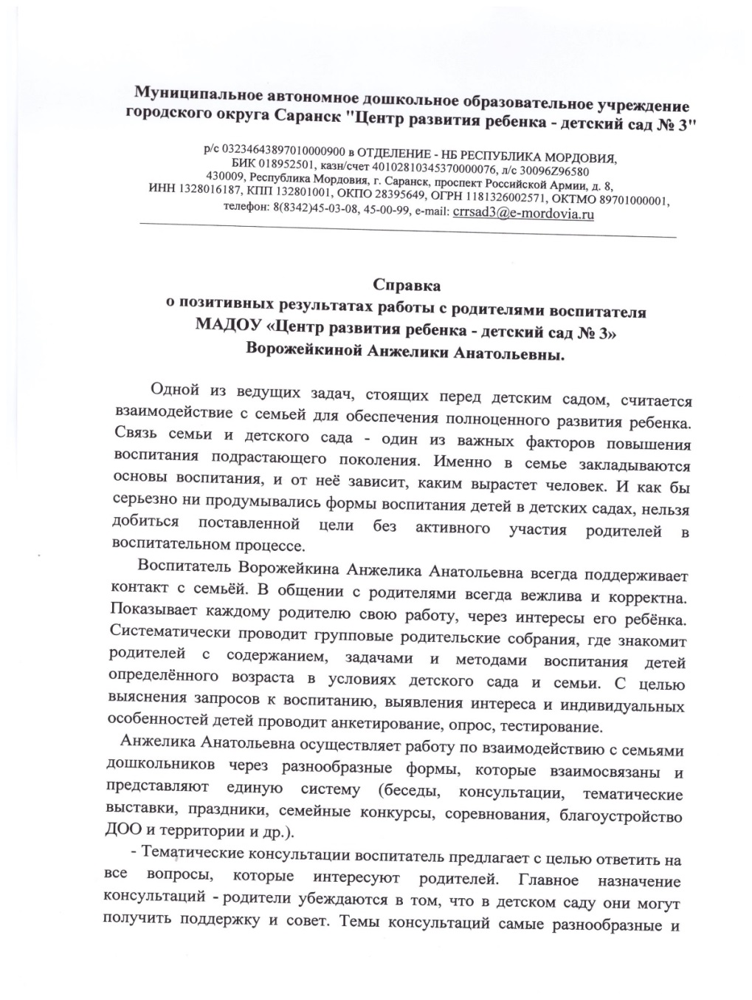 Муниципальное автономное дошкольное образовательное учреждение
городского округа Саранск "Центр развития ребенка - детский сад № 3"
р/с 03234643897010000900 в ОТДЕЛЕНИЕ - НБ РЕСПУБЛИКА МОРДОВИЯ,
БИК 018952501, казн/счет 40102810345370000076, л/с 30096Z96580
430009, Республика Мордовия, г. Саранск, проспект Российской Армии, д. 8,
ИНН 1328016187, КПП 132801001, ОКПО 28395649, ОГРН 1181326002571, ОКТМО 89701000001,
телефон: 8(8342)45-03-08, 45-00-99, e-mail: crrsad3@e-mordovia.ru
Справка
о позитивных результатах работы с родителями воспитателя
МАДОУ «Центр развития ребенка - детский сад № 3»
Ворожейкиной Анжелики Анатольевны.
Одной из ведущих задач, стоящих перед детским садом, считается
взаимодействие с семьей для обеспечения полноценного развития ребенка.
Связь семьи и детского сада - один из важных факторов повышения
воспитания подрастающего поколения. Именно в семье закладываются
основы воспитания, и от неё зависит, каким вырастет человек. И как бы
серьезно ни продумывались формы воспитания детей в детских садах, нельзя
добиться поставленной цели без активного участия родителей в
воспитательном процессе.
Воспитатель Ворожейкина Анжелика Анатольевна всегда поддерживает
контакт с семьёй. В общении с родителями всегда вежлива и корректна.
Показывает каждому родителю свою работу, через интересы его ребёнка.
Систематически проводит групповые родительские собрания, где знакомит
родителей с содержанием, задачами и методами воспитания детей
определённого возраста в условиях детского сада и семьи. С целью
выяснения запросов к воспитанию, выявления интереса и индивидуальных
особенностей детей проводит анкетирование, опрос, тестирование.
Анжелика Анатольевна осуществляет работу по взаимодействию с семьями
дошкольников через разнообразные формы, которые взаимосвязаны и
представляют единую систему (беседы, консультации, тематические
выставки, праздники, семейные конкурсы, соревнования, благоустройство
ДОО и территории и др.).
- Тематические консультации воспитатель предлагает с целью ответить на
все вопросы, которые интересуют родителей. Главное назначение
консультаций - родители убеждаются в том, что в детском саду они могут
получить поддержку и совет. Темы консультаций самые разнообразные и